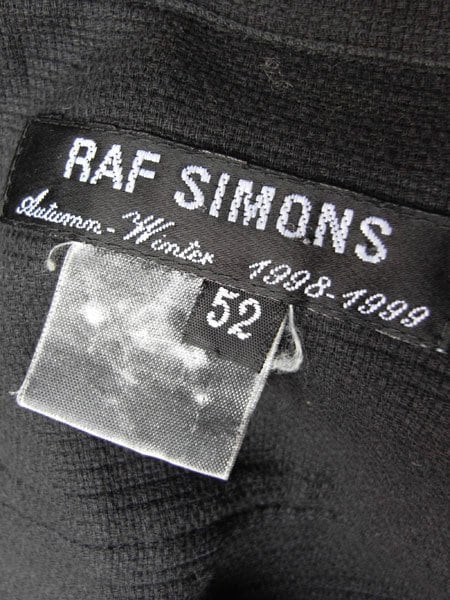 RAF SIMONS
Autumn-Winter 1998-1999
52